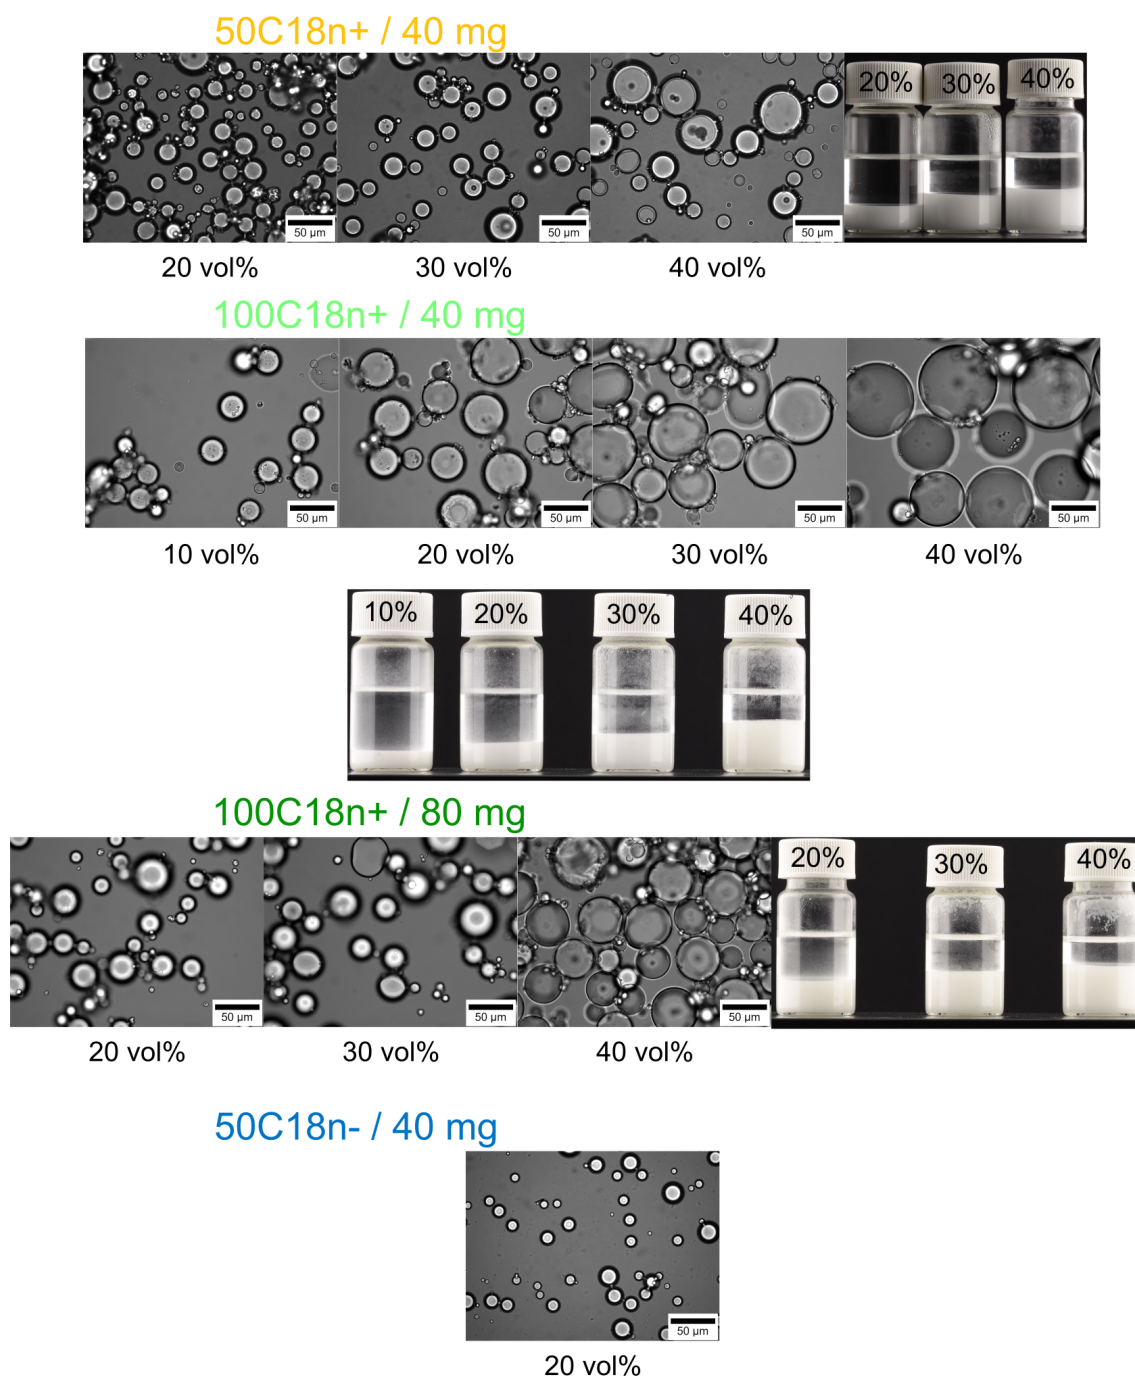 50C18n+ / 40 mg
20% 30% 40%
50 µm 50 µm 50 µm
20 vol% 30 vol% 40 vol%
100C18n+ / 40 mg
50 µm 50 µm 50 µm 50 µm
10 vol% 20 vol% 30 vol% 40 vol%
10% 20% 30% 40%
100C18n+ / 80 mg
20% 30% 40%
50 µm 50 µm 50 µm
20 vol% 30 vol% 40 vol%
50C18n- / 40 mg
50 µm
20 vol%